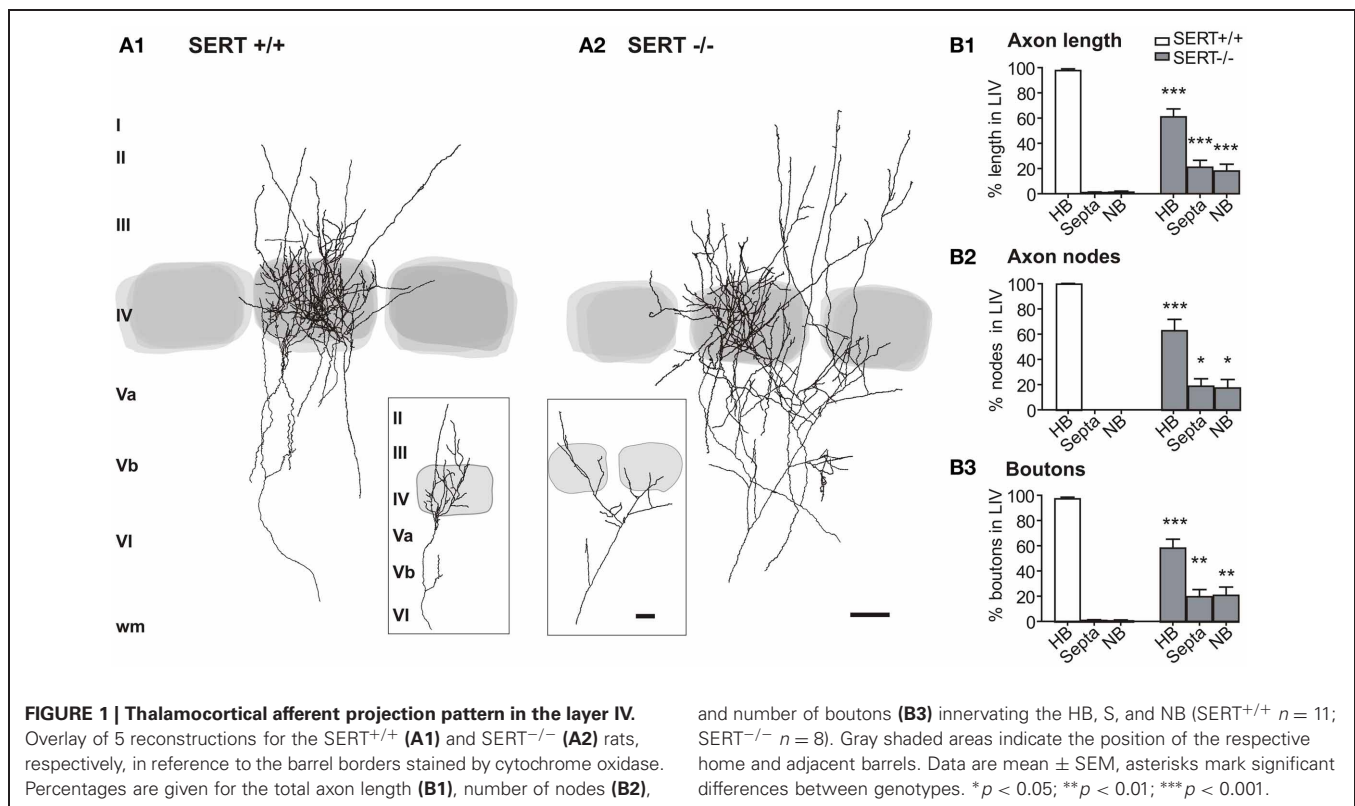 A1 SERT +/+
A2 SERT -/-
I
II
III
IV
Va
Vb
VI
wm
II
III
IV
Va
Vb
VI
B1 Axon length
SERT+/+
SERT-/-
% length in LIV
100
80
60
40
20
0
***
***
***
HB
Septa
NB
HB
Septa
NB
B2 Axon nodes
% nodes in LIV
100
80
60
40
20
0
***
*
*
HB
Septa
NB
HB
Septa
NB
B3 Boutons
% boutons in LIV
100
80
60
40
20
0
***
**
**
HB
Septa
NB
HB
Septa
NB
FIGURE 1 | Thalamocortical afferent projection pattern in the layer IV.
Overlay of 5 reconstructions for the SERT+/+ (A1) and SERT−/− (A2) rats,
respectively, in reference to the barrel borders stained by cytochrome oxidase.
Percentages are given for the total axon length (B1), number of nodes (B2),
and number of boutons (B3) innervating the HB, S, and NB (SERT+/+ n = 11;
SERT−/− n = 8). Gray shaded areas indicate the position of the respective
home and adjacent barrels. Data are mean ± SEM, asterisks mark significant
differences between genotypes. *p < 0.05; **p < 0.01; ***p < 0.001.